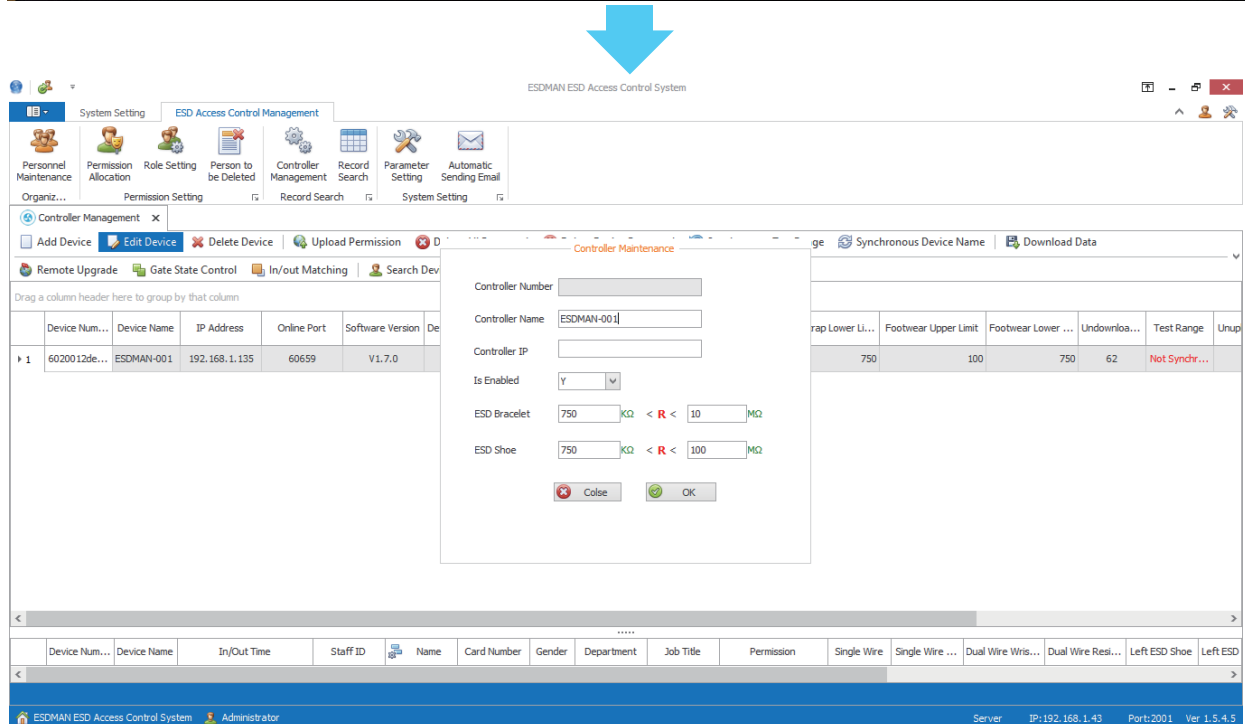 ESDMAN ESD Access Control System
System Setting ESD Access Control Management
Personnel Maintenance Permission Allocation Role Setting Person to be Deleted Controller Management Record Search Parameter Setting Automatic Sending Email
Organiz... Permission Setting Record Search System Setting
Controller Management
Add Device Edit Device Delete Device Upload Permission D ge Synchronous Device Name Download Data
Remote Upgrade Gate State Control In/out Matching Search Dev
Drag a column header here to group by that column
Device Num... Device Name IP Address Online Port Software Version De rap Lower Li... Footwear Upper Limit Footwear Lower ... Undownloa... Test Range Unupl
1 6020012de... ESDMAN-001 192.168.1.135 60659 V1.7.0 750 100 750 62 Not Synchr...
Controller Maintenance
Controller Number
Controller Name ESDMAN-001
Controller IP
Is Enabled Y
ESD Bracelet 750 KΩ < R < 10 MΩ
ESD Shoe 750 KΩ < R < 100 MΩ
Colse OK
Device Num... Device Name In/Out Time Staff ID Name Card Number Gender Department Job Title Permission Single Wire Single Wire ... Dual Wire Wris... Dual Wire Resi... Left ESD Shoe Left ESD
ESDMAN ESD Access Control System Administrator Server IP:192.168.1.43 Port:2001 Ver 1.5.4.5